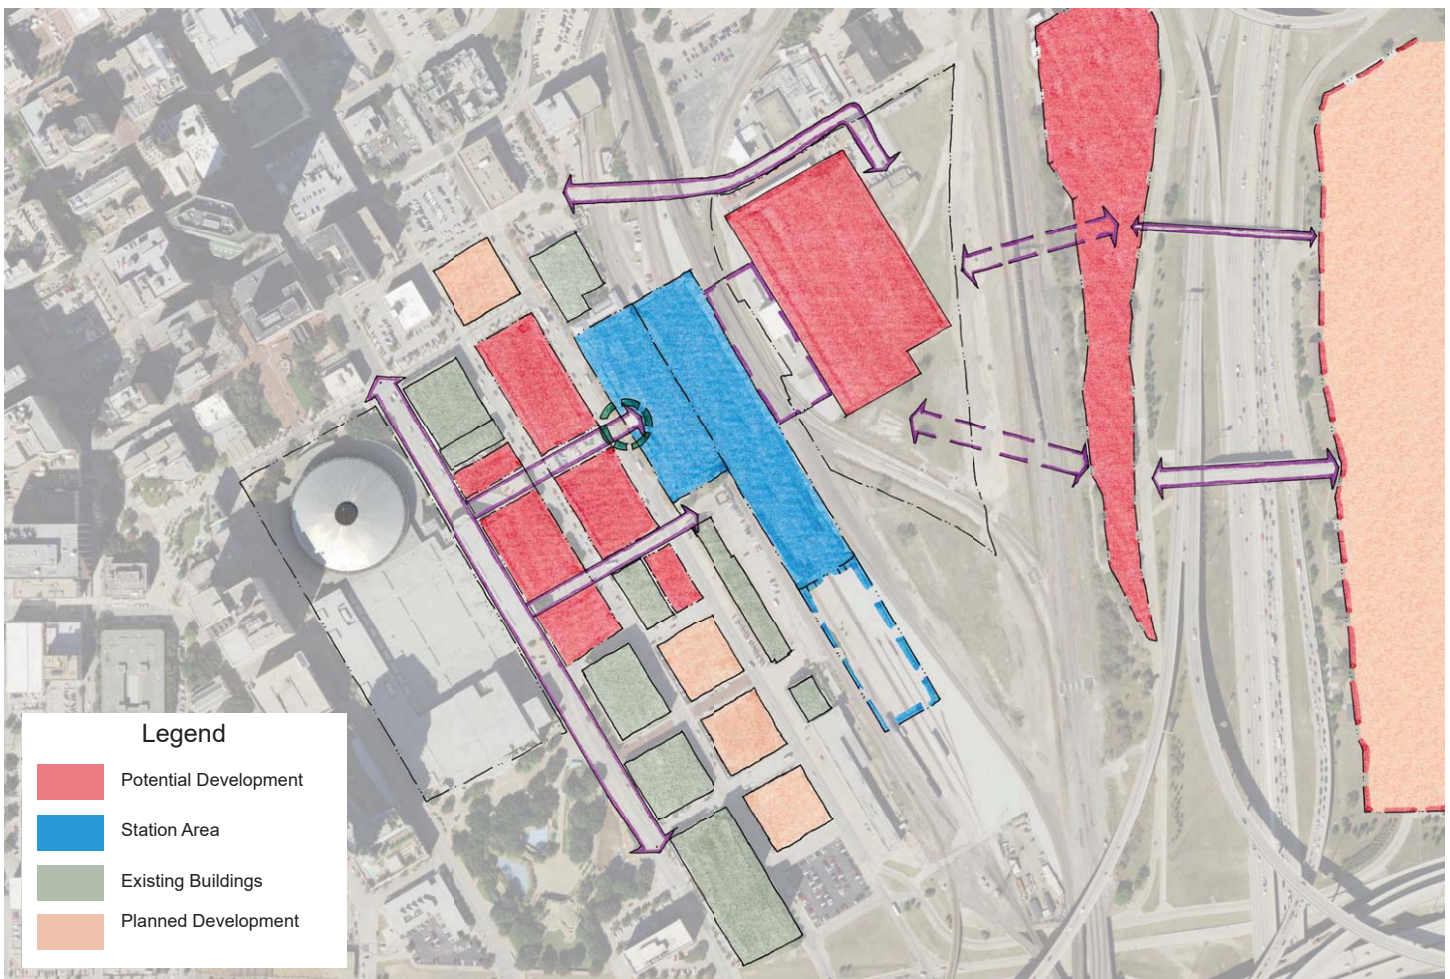 Legend
Potential Development
Station Area
Existing Buildings
Planned Development